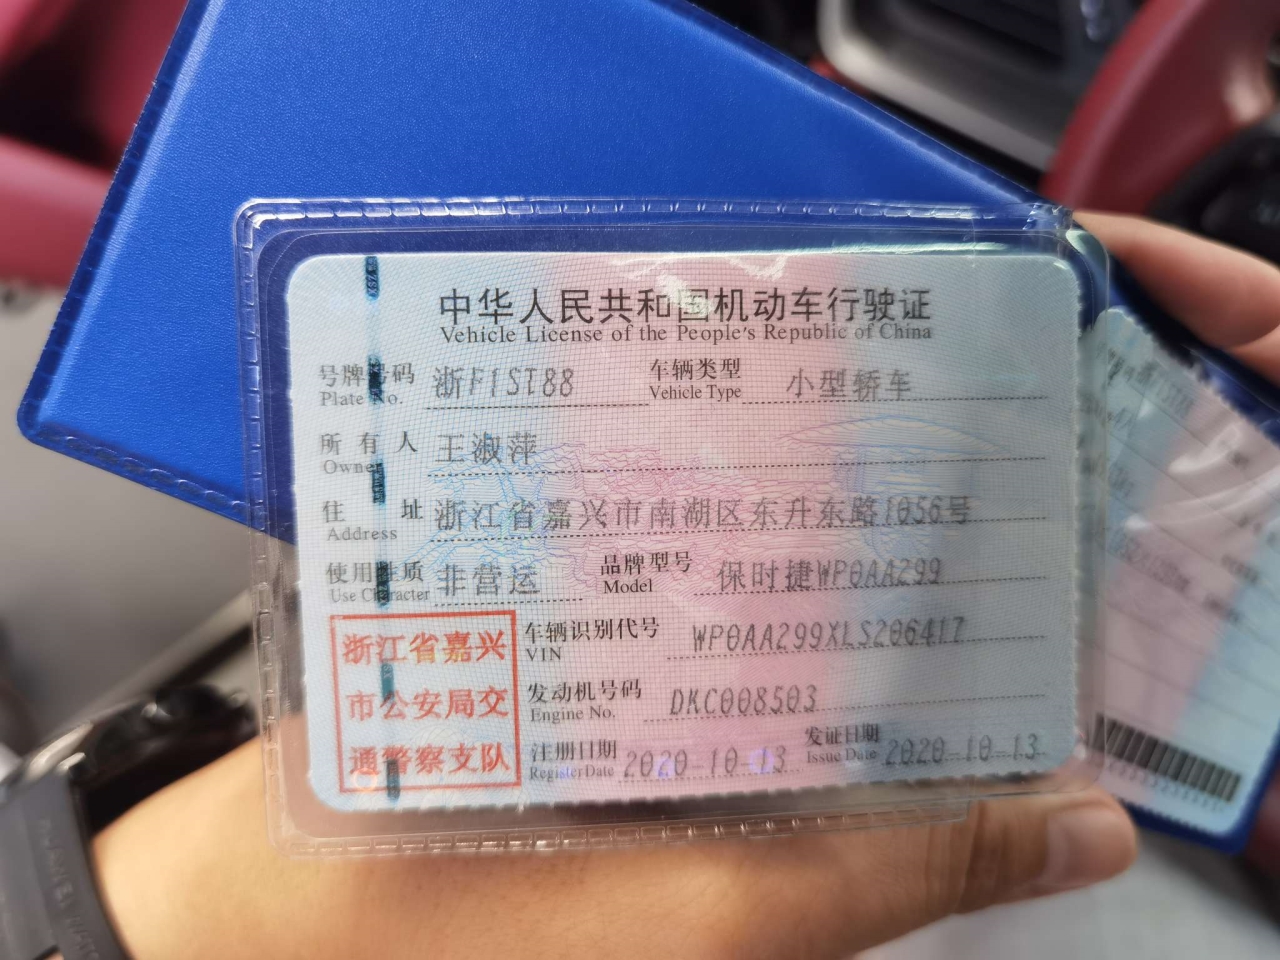 中华人民共和国机动车行驶证
Vehicle License of the People's Republic of China
号牌号码 浙F1ST88 车辆类型 小型轿车
Plate No. Vehicle Type
所有人 王淑萍
Owner
住址 浙江省嘉兴市南湖区东升东路1056号
Address
使用性质 非营运 品牌型号 保时捷WP0AA299
Use Character Model
浙江省嘉兴
市公安局交
通警察支队
车辆识别代号 WP0AA299XLS206417
VIN
发动机号码 DKC008503
Engine No.
注册日期 2020-10-13 发证日期 2020-10-13
Register Date Issue Date